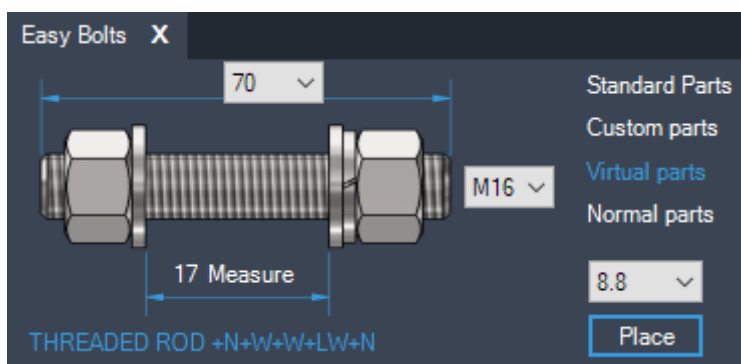 Easy Bolts X
70
Standard Parts
Custom parts
Virtual parts
M16
Normal parts
17 Measure
8.8
THREADED ROD +N+W+W+LW+N
Place